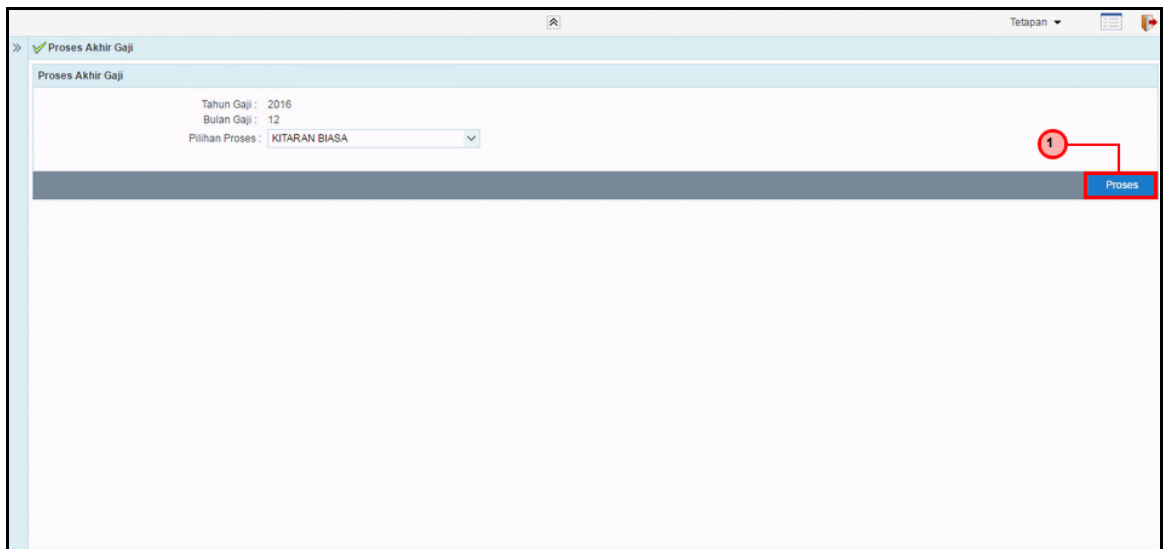 Tetapan
Proses Akhir Gaji
Proses Akhir Gaji
Tahun Gaji : 2016
Bulan Gaji : 12
Pilihan Proses : KITARAN BIASA
1
Proses